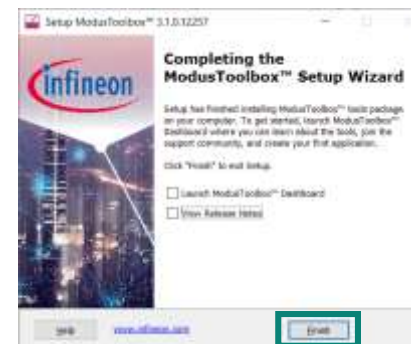 Setup ModusToolbox™ 3.1.0.12257
infineon
Completing the
ModusToolbox™ Setup Wizard
Setup has finished installing ModusToolbox™ tools package
on your computer. To get started, launch ModusToolbox™
Dashboard where you can learn about the tools, join the
support community, and create your first application.
Click "Finish" to exit Setup.
Launch ModusToolbox™ Dashboard
View Release Notes
Help
www.infineon.com
Finish